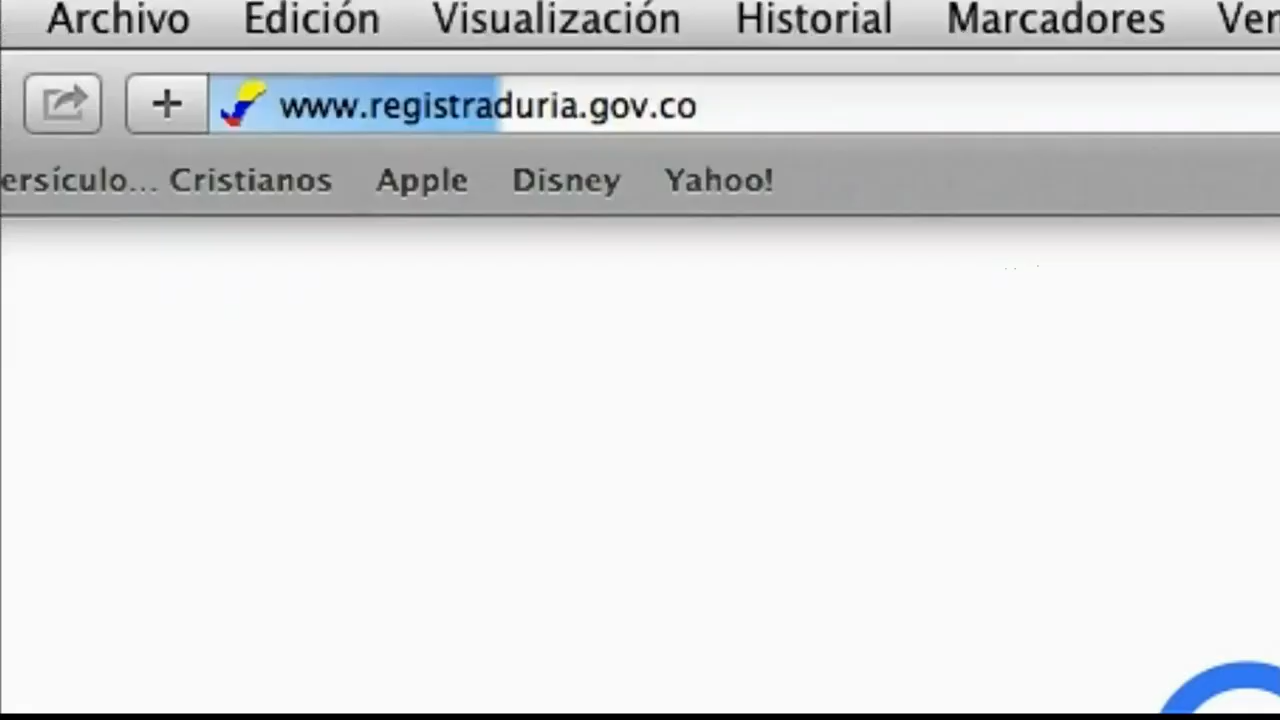 Archivo Edición Visualización Historial Marcadores
www.registraduria.gov.co
Cristianos Apple Disney Yahoo!